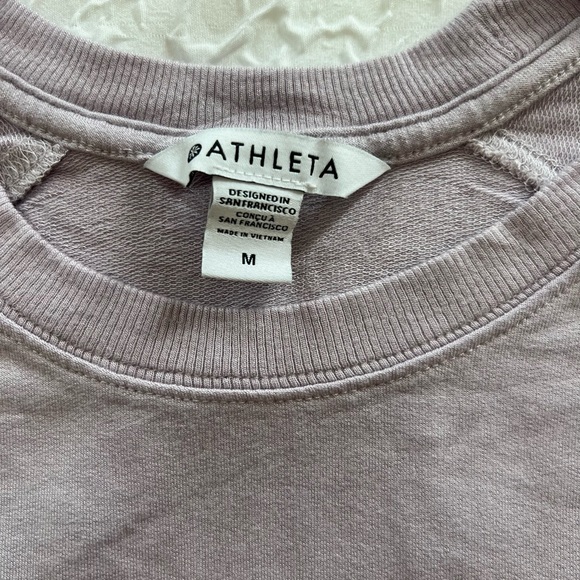 ATHLETA
DESIGNED IN
SAN FRANCISCO
CONÇU À
SAN FRANCISCO
MADE IN VIETNAM
M